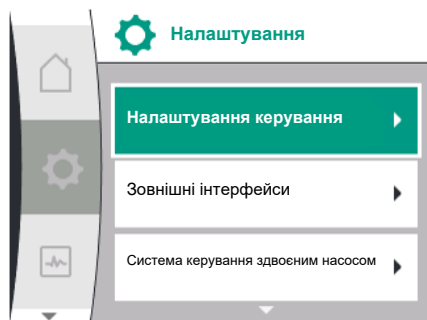 Налаштування
Налаштування керування
Зовнішні інтерфейси
Система керування здвоєним насосом